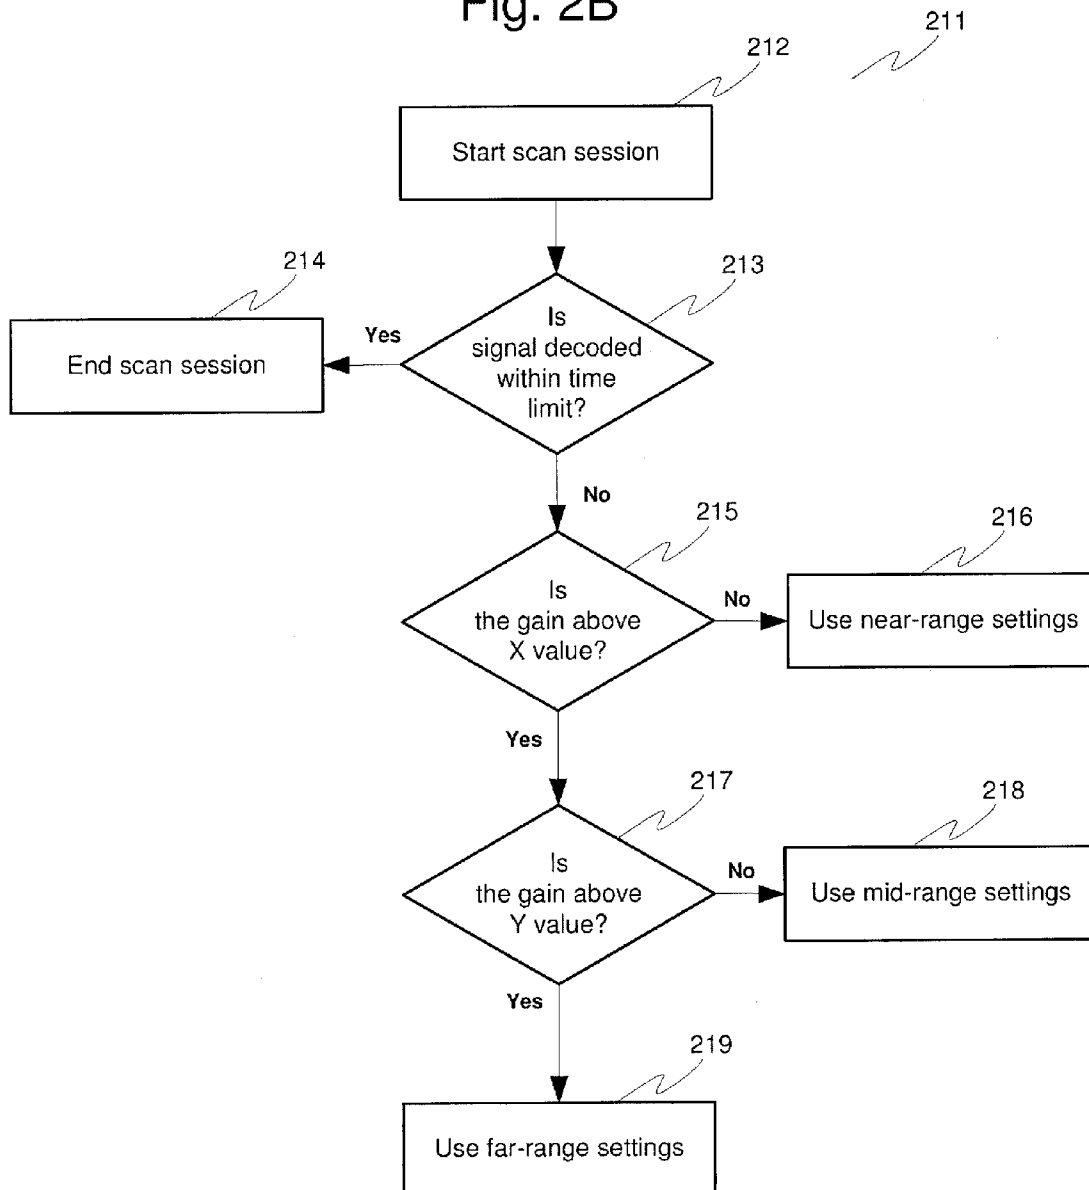 Fig. 2B
211
212
Start scan session
214
213
End scan session
Yes
Is
signal decoded
within time
limit?
No
215
216
Is
the gain above
X value?
No
Use near-range settings
Yes
217
218
Is
the gain above
Y value?
No
Use mid-range settings
Yes
219
Use far-range settings